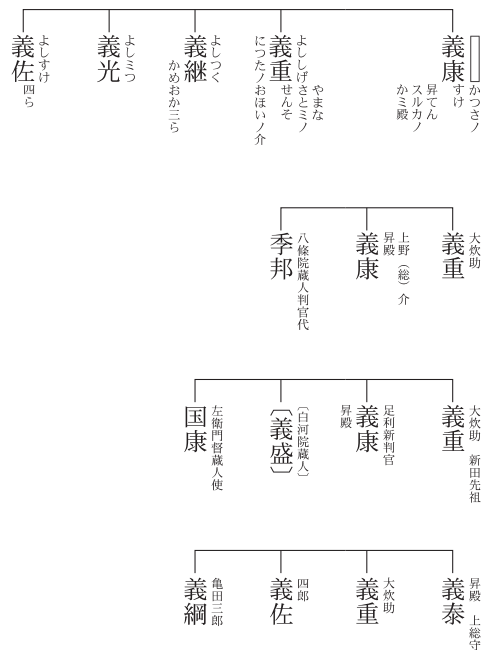 義康
かつさノ
すけ
昇てん
スルカノ
かミ殿
義重
よししげ
やまな
さとミノ
せんそ
につたノおほいノ介
義継
よしつく
かめおか三ら
義光
よしミつ
義佐
よしすけ
四ら
義重
大炊助
義康
上野（総）介
昇殿
季邦
八條院蔵人判官代
義重
大炊助　新田先祖
義康
足利新判官
昇殿
〔義盛〕
〔白河院蔵人〕
国康
左衛門督蔵人使
義泰
昇殿　上総守
義重
大炊助
義佐
四郎
義綱
亀田三郎